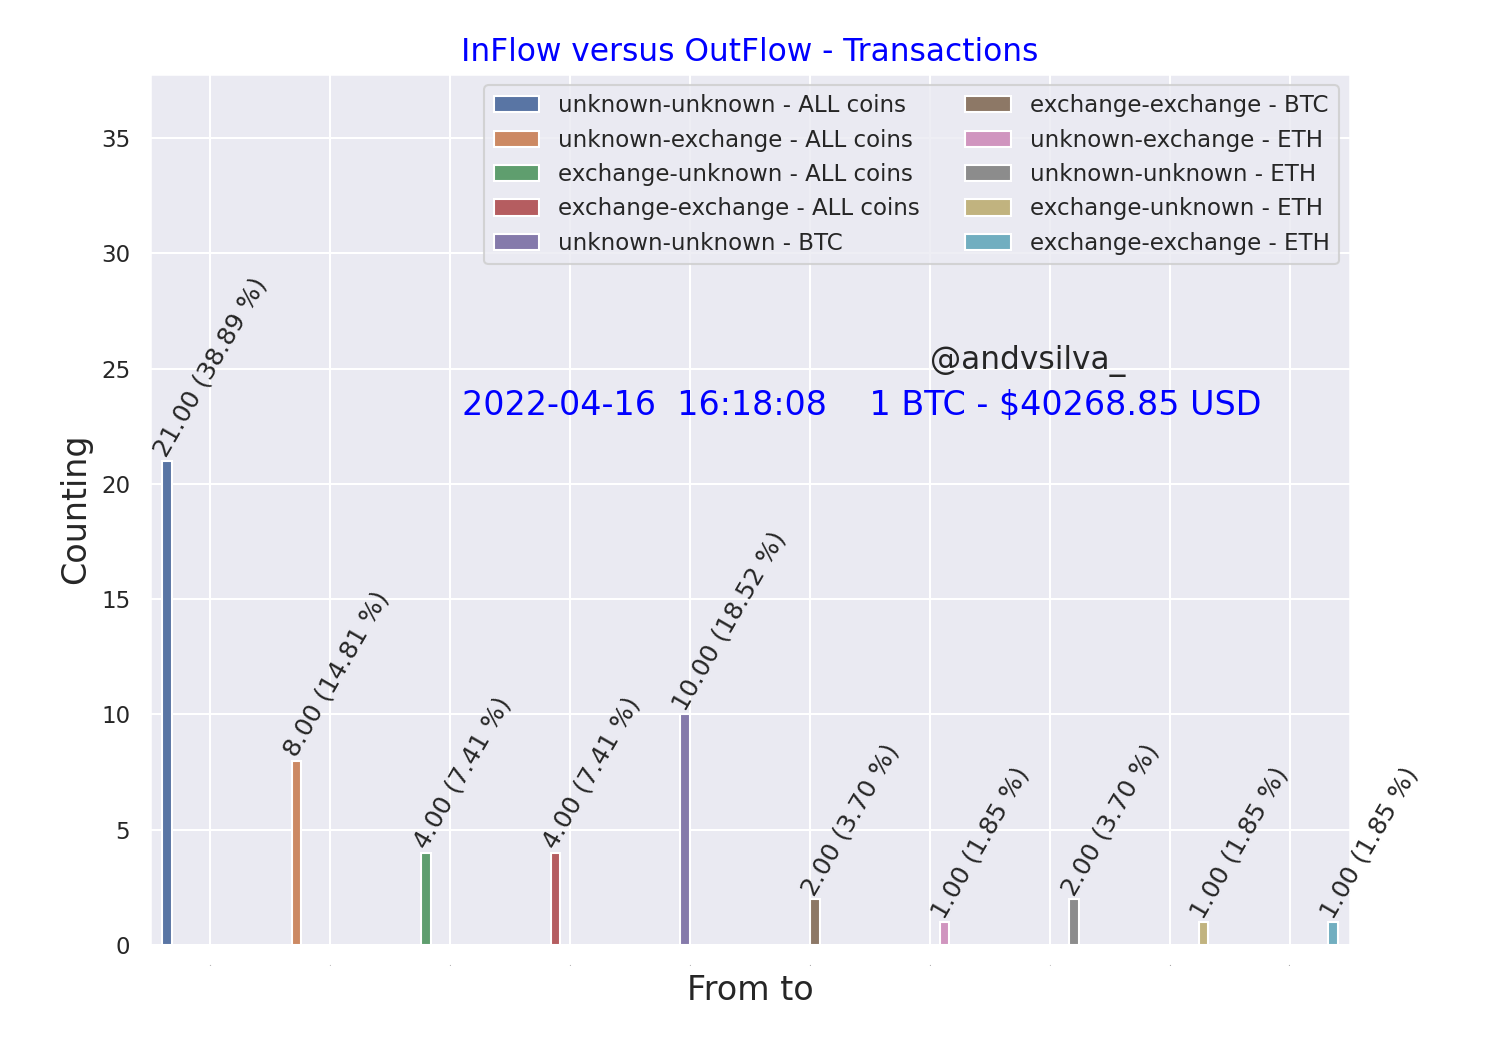 InFlow versus OutFlow - Transactions
unknown-unknown - ALL coins
unknown-exchange - ALL coins
exchange-unknown - ALL coins
exchange-exchange - ALL coins
unknown-unknown - BTC
exchange-exchange - BTC
unknown-exchange - ETH
unknown-unknown - ETH
exchange-unknown - ETH
exchange-exchange - ETH
@andvsilva_
2022-04-16 16:18:08 1 BTC - $40268.85 USD
Counting
35
30
25
20
15
10
5
0
21.00 (38.89 %)
8.00 (14.81 %)
4.00 (7.41 %)
4.00 (7.41 %)
10.00 (18.52 %)
2.00 (3.70 %)
1.00 (1.85 %)
2.00 (3.70 %)
1.00 (1.85 %)
1.00 (1.85 %)
From to